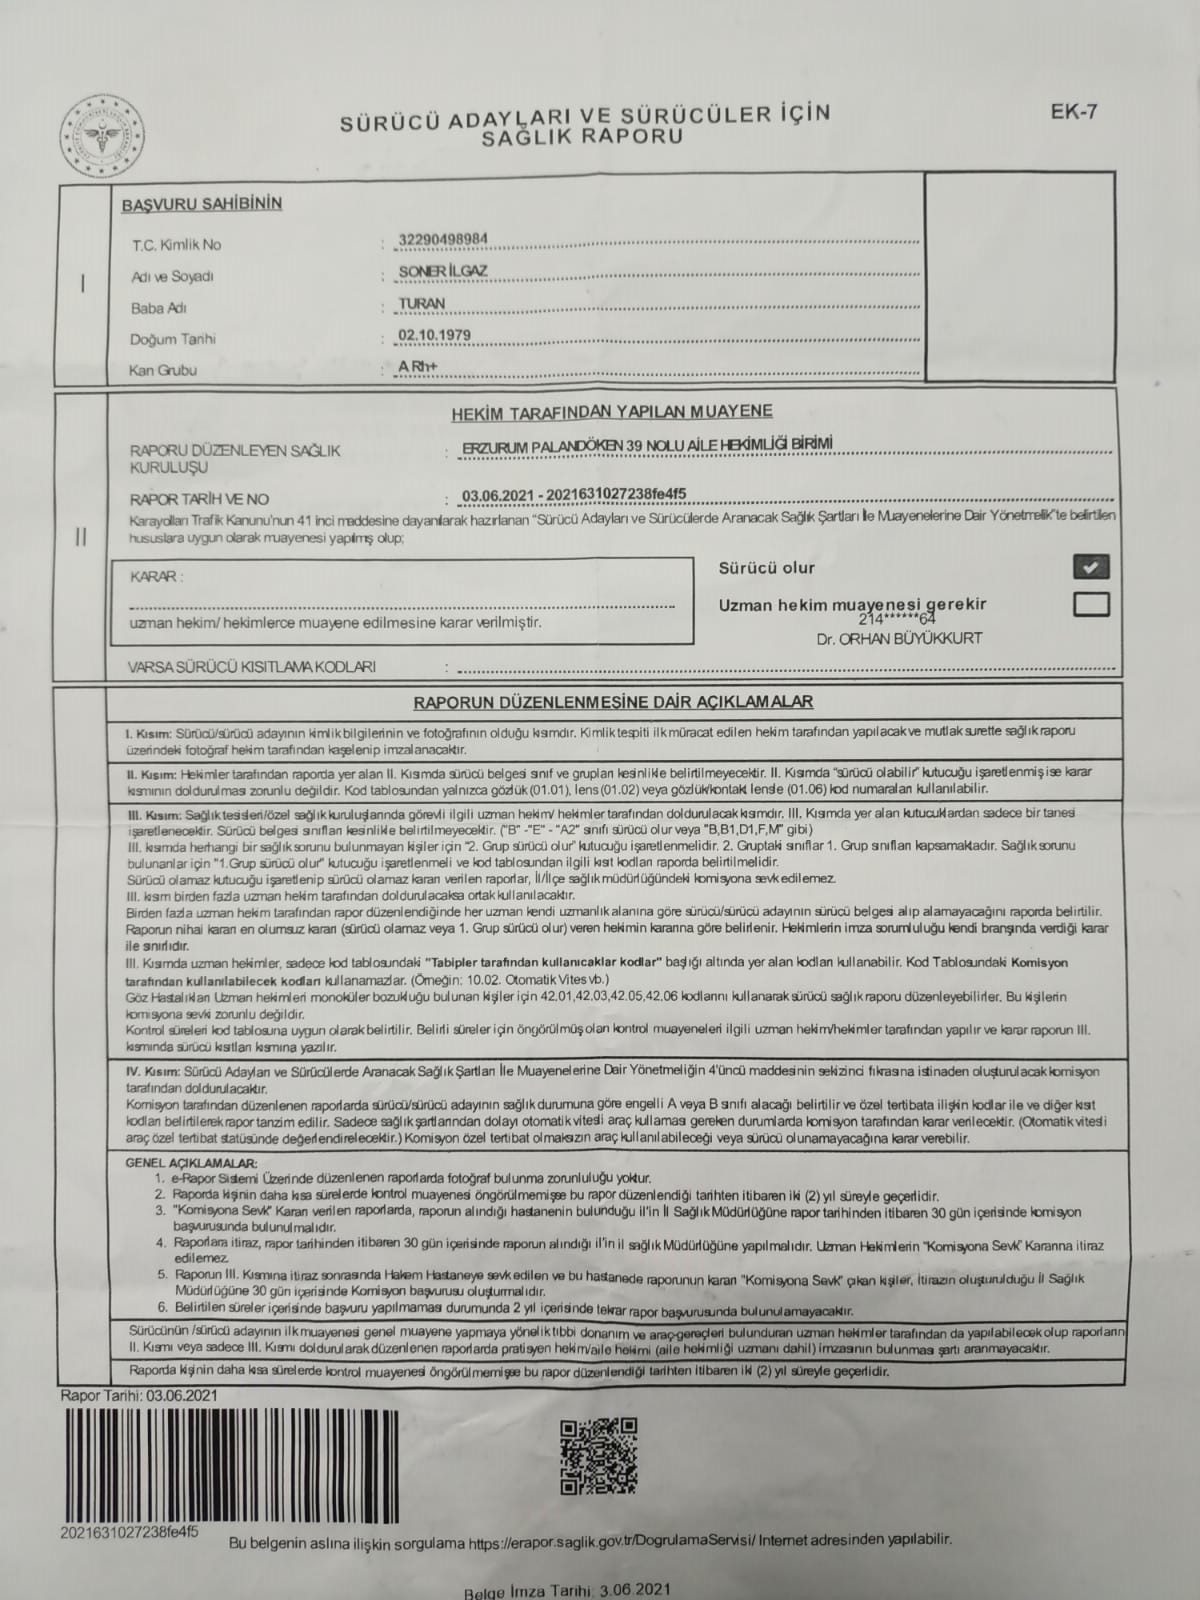 SÜRÜCÜ ADAYLARI VE SÜRÜCÜLER İÇİN
SAĞLIK RAPORU
EK-7
I
BAŞVURU SAHİBİNİN
T.C. Kimlik No : 32290498984
Adı ve Soyadı : SONER İLGAZ
Baba Adı : TURAN
Doğum Tarihi : 02.10.1979
Kan Grubu : A Rh+
II
HEKİM TARAFINDAN YAPILAN MUAYENE
RAPORU DÜZENLEYEN SAĞLIK
KURULUŞU : ERZURUM PALANDÖKEN 39 NOLU AİLE HEKİMLİĞİ BİRİMİ
RAPOR TARİH VE NO : 03.06.2021 - 2021631027238fe4f5
Karayolları Trafik Kanunu'nun 41 inci maddesine dayanılarak hazırlanan "Sürücü Adayları ve Sürücülerde Aranacak Sağlık Şartları İle Muayenelerine Dair Yönetmelik"te belirtilen
hususlara uygun olarak muayenesi yapılmış olup;
KARAR :
uzman hekim/ hekimlerce muayene edilmesine karar verilmiştir.
Sürücü olur
Uzman hekim muayenesi gerekir
214******64
Dr. ORHAN BÜYÜKKURT
VARSA SÜRÜCÜ KISITLAMA KODLARI :
RAPORUN DÜZENLENMESİNE DAİR AÇIKLAMALAR
I. Kısım: Sürücü/sürücü adayının kimlik bilgilerinin ve fotoğrafının olduğu kısımdır. Kimlik tespiti ilk müracat edilen hekim tarafından yapılacak ve mutlak surette sağlık raporu
üzerindeki fotoğraf hekim tarafından kaşelenip imzalanacaktır.
II. Kısım: Hekimler tarafından raporda yer alan II. Kısımda sürücü belgesi sınıf ve grupları kesinlikle belirtilmeyecektir. II. Kısımda "sürücü olabilir" kutucuğu işaretlenmiş ise karar
kısmının doldurulması zorunlu değildir. Kod tablosundan yalnızca gözlük (01.01), lens (01.02) veya gözlük/kontakt lensle (01.06) kod numaraları kullanılabilir.
III. Kısım: Sağlık tesisleri/özel sağlık kuruluşlarında görevli ilgili uzman hekim/ hekimler tarafından doldurulacak kısımdır. III. Kısımda yer alan kutucuklardan sadece bir tanesi
işaretlenecektir. Sürücü belgesi sınıfları kesinlikle belirtilmeyecektir. ("B" -"E" - "A2" sınıfı sürücü olur veya "B,B1,D1,F,M" gibi)
III. kısımda herhangi bir sağlık sorunu bulunmayan kişiler için "2. Grup sürücü olur" kutucuğu işaretlenmelidir. 2. Gruptaki sınıflar 1. Grup sınıfları kapsamaktadır. Sağlık sorunu
bulunanlar için "1.Grup sürücü olur" kutucuğu işaretlenmeli ve kod tablosundan ilgili kısıt kodları raporda belirtilmelidir.
Sürücü olamaz kutucuğu işaretlenip sürücü olamaz kararı verilen raporlar, İl/İlçe sağlık müdürlüğündeki komisyona sevk edilemez.
III. kısım birden fazla uzman hekim tarafından doldurulacaksa ortak kullanılacaktır.
Birden fazla uzman hekim tarafından rapor düzenlendiğinde her uzman kendi uzmanlık alanına göre sürücü/sürücü adayının sürücü belgesi alıp alamayacağını raporda belirtilir.
Raporun nihai kararı en olumsuz kararı (sürücü olamaz veya 1. Grup sürücü olur) veren hekimin kararına göre belirlenir. Hekimlerin imza sorumluluğu kendi branşında verdiği karar
ile sınırlıdır.
III. Kısımda uzman hekimler, sadece kod tablosundaki "Tabipler tarafından kullanıcaklar kodlar" başlığı altında yer alan kodları kullanabilir. Kod Tablosundaki Komisyon
tarafından kullanılabilecek kodları kullanamazlar. (Örneğin: 10.02. Otomatik Vites vb.)
Göz Hastalıkları Uzman hekimleri monoküler bozukluğu bulunan kişiler için 42,01,42,03,42.05,42,06 kodlarını kullanarak sürücü sağlık raporu düzenleyebilirler. Bu kişilerin
komisyona sevki zorunlu değildir.
Kontrol süreleri kod tablosuna uygun olarak belirtilir. Belirli süreler için öngörülmüş olan kontrol muayeneleri ilgili uzman hekim/hekimler tarafından yapılır ve karar raporun III.
kısmında sürücü kısıtları kısmına yazılır.
IV. Kısım: Sürücü Adayları ve Sürücülerde Aranacak Sağlık Şartları İle Muayenelerine Dair Yönetmeliğin 4'üncü maddesinin sekizinci fıkrasına istinaden oluşturulacak komisyon
tarafından doldurulacaktır.
Komisyon tarafından düzenlenen raporlarda sürücü/sürücü adayının sağlık durumuna göre engelli A veya B sınıfı alacağı belirtilir ve özel tertibata ilişkin kodlar ile ve diğer kısıt
kodları belirtilerek rapor tanzim edilir. Sadece sağlık şartlarından dolayı otomatik vitesli araç kullaması gereken durumlarda komisyon tarafından karar verilecektir. (Otomatik vitesli
araç özel tertibat statüsünde değerlendirelecektir.) Komisyon özel tertibat olmaksızın araç kullanılabileceği veya sürücü olunamayacağına karar verebilir.
GENEL AÇIKLAMALAR:
1. e-Rapor Sistemi Üzerinde düzenlenen raporlarda fotoğraf bulunma zorunluluğu yoktur.
2. Raporda kişinin daha kısa sürelerde kontrol muayenesi öngörülmemişse bu rapor düzenlendiği tarihten itibaren iki (2) yıl süreyle geçerlidir.
3. "Komisyona Sevk" Kararı verilen raporlarda, raporun alındığı hastanenin bulunduğu il'in İl Sağlık Müdürlüğüne rapor tarihinden itibaren 30 gün içerisinde komisyon
başvurusunda bulunulmalıdır.
4. Raporlara itiraz, rapor tarihinden itibaren 30 gün içerisinde raporun alındığı il'in il sağlık Müdürlüğüne yapılmalıdır. Uzman Hekimlerin "Komisyona Sevk" Kararına itiraz
edilemez.
5. Raporun III. Kısmına itiraz sonrasında Hakem Hastaneye sevk edilen ve bu hastanede raporunun kararı "Komisyona Sevk" çıkan kişiler, itirazın oluşturulduğu İl Sağlık
Müdürlüğüne 30 gün içerisinde Komisyon başvurusu oluşturmalıdır.
6. Belirtilen süreler içerisinde başvuru yapılmaması durumunda 2 yıl içerisinde tekrar rapor başvurusunda bulunulamayacaktır.
Sürücünün /sürücü adayının ilk muayenesi genel muayene yapmaya yönelik tıbbi donanım ve araç-gereçleri bulunduran uzman hekimler tarafından da yapılabilecek olup raporların
II. Kısmı veya sadece III. Kısmı doldurularak düzenlenen raporlarda pratisyen hekim/aile hekimi (aile hekimliği uzmanı dahil) imzasının bulunması şartı aranmayacaktır.
Raporda kişinin daha kısa sürelerde kontrol muayenesi öngörülmemişse bu rapor düzenlendiği tarihten itibaren iki (2) yıl süreyle geçerlidir.
Rapor Tarihi: 03.06.2021
2021631027238fe4f5
Bu belgenin aslına ilişkin sorgulama https://erapor.saglik.gov.tr/DogrulamaServisi/ Internet adresinden yapılabilir.
Belge İmza Tarihi: 3.06.2021